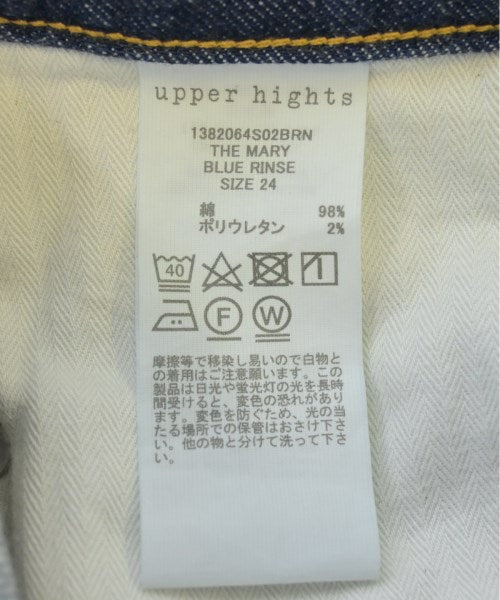 upper hights
1382064S02BRN
THE MARY
BLUE RINSE
SIZE 24
綿 98%
ポリウレタン 2%
40
F W
摩擦等で移染し易いので白物と
の着用はご注意願います。この
製品は日光や蛍光灯の光を長時
間受けると、変色の恐れがあり
ます。変色を防ぐため、光の当
たる場所での保管はおさけ下さ
い。他の物と分けて洗って下さ
い。